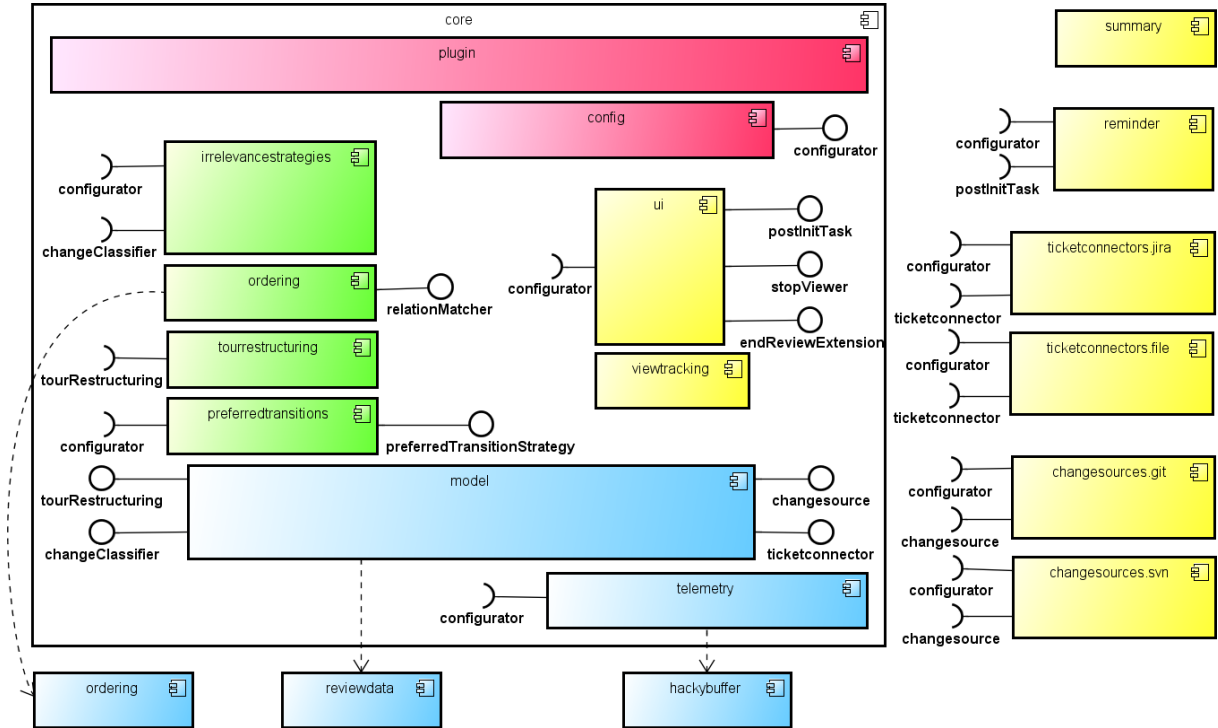 core
summary
plugin
config
reminder
configurator
configurator
postInitTask
irrelevancestrategies
configurator
changeClassifier
ui
postInitTask
configurator
stopViewer
endReviewExtension
ticketconnectors.jira
configurator
ticketconnector
ordering
relationMatcher
tourrestructuring
tourRestructuring
viewtracking
ticketconnectors.file
configurator
ticketconnector
preferredtransitions
configurator
preferredTransitionStrategy
model
tourRestructuring
changesource
changeClassifier
ticketconnector
changesources.git
configurator
changesource
telemetry
configurator
changesources.svn
configurator
changesource
ordering
reviewdata
hackybuffer